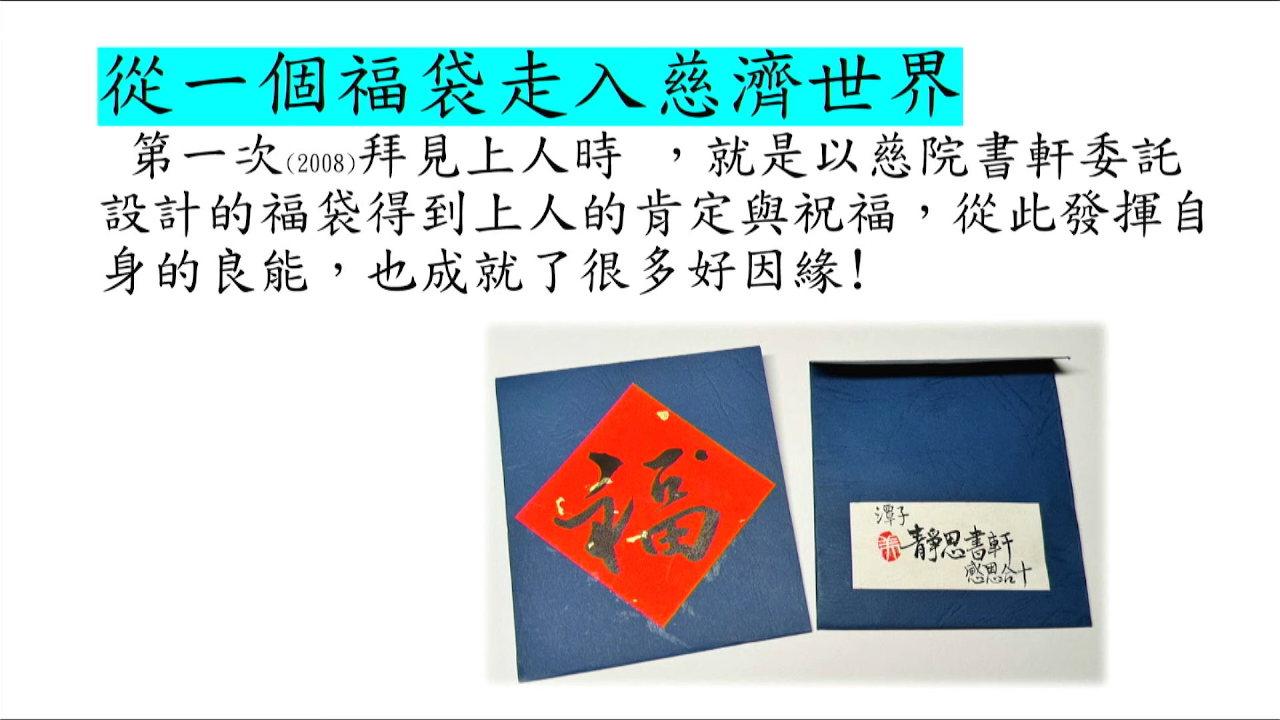 從一個福袋走入慈濟世界
第一次(2008)拜見上人時 ，就是以慈院書軒委託
設計的福袋得到上人的肯定與祝福，從此發揮自
身的良能，也成就了很多好因緣!
福
潭子
靜思書軒
感恩合十